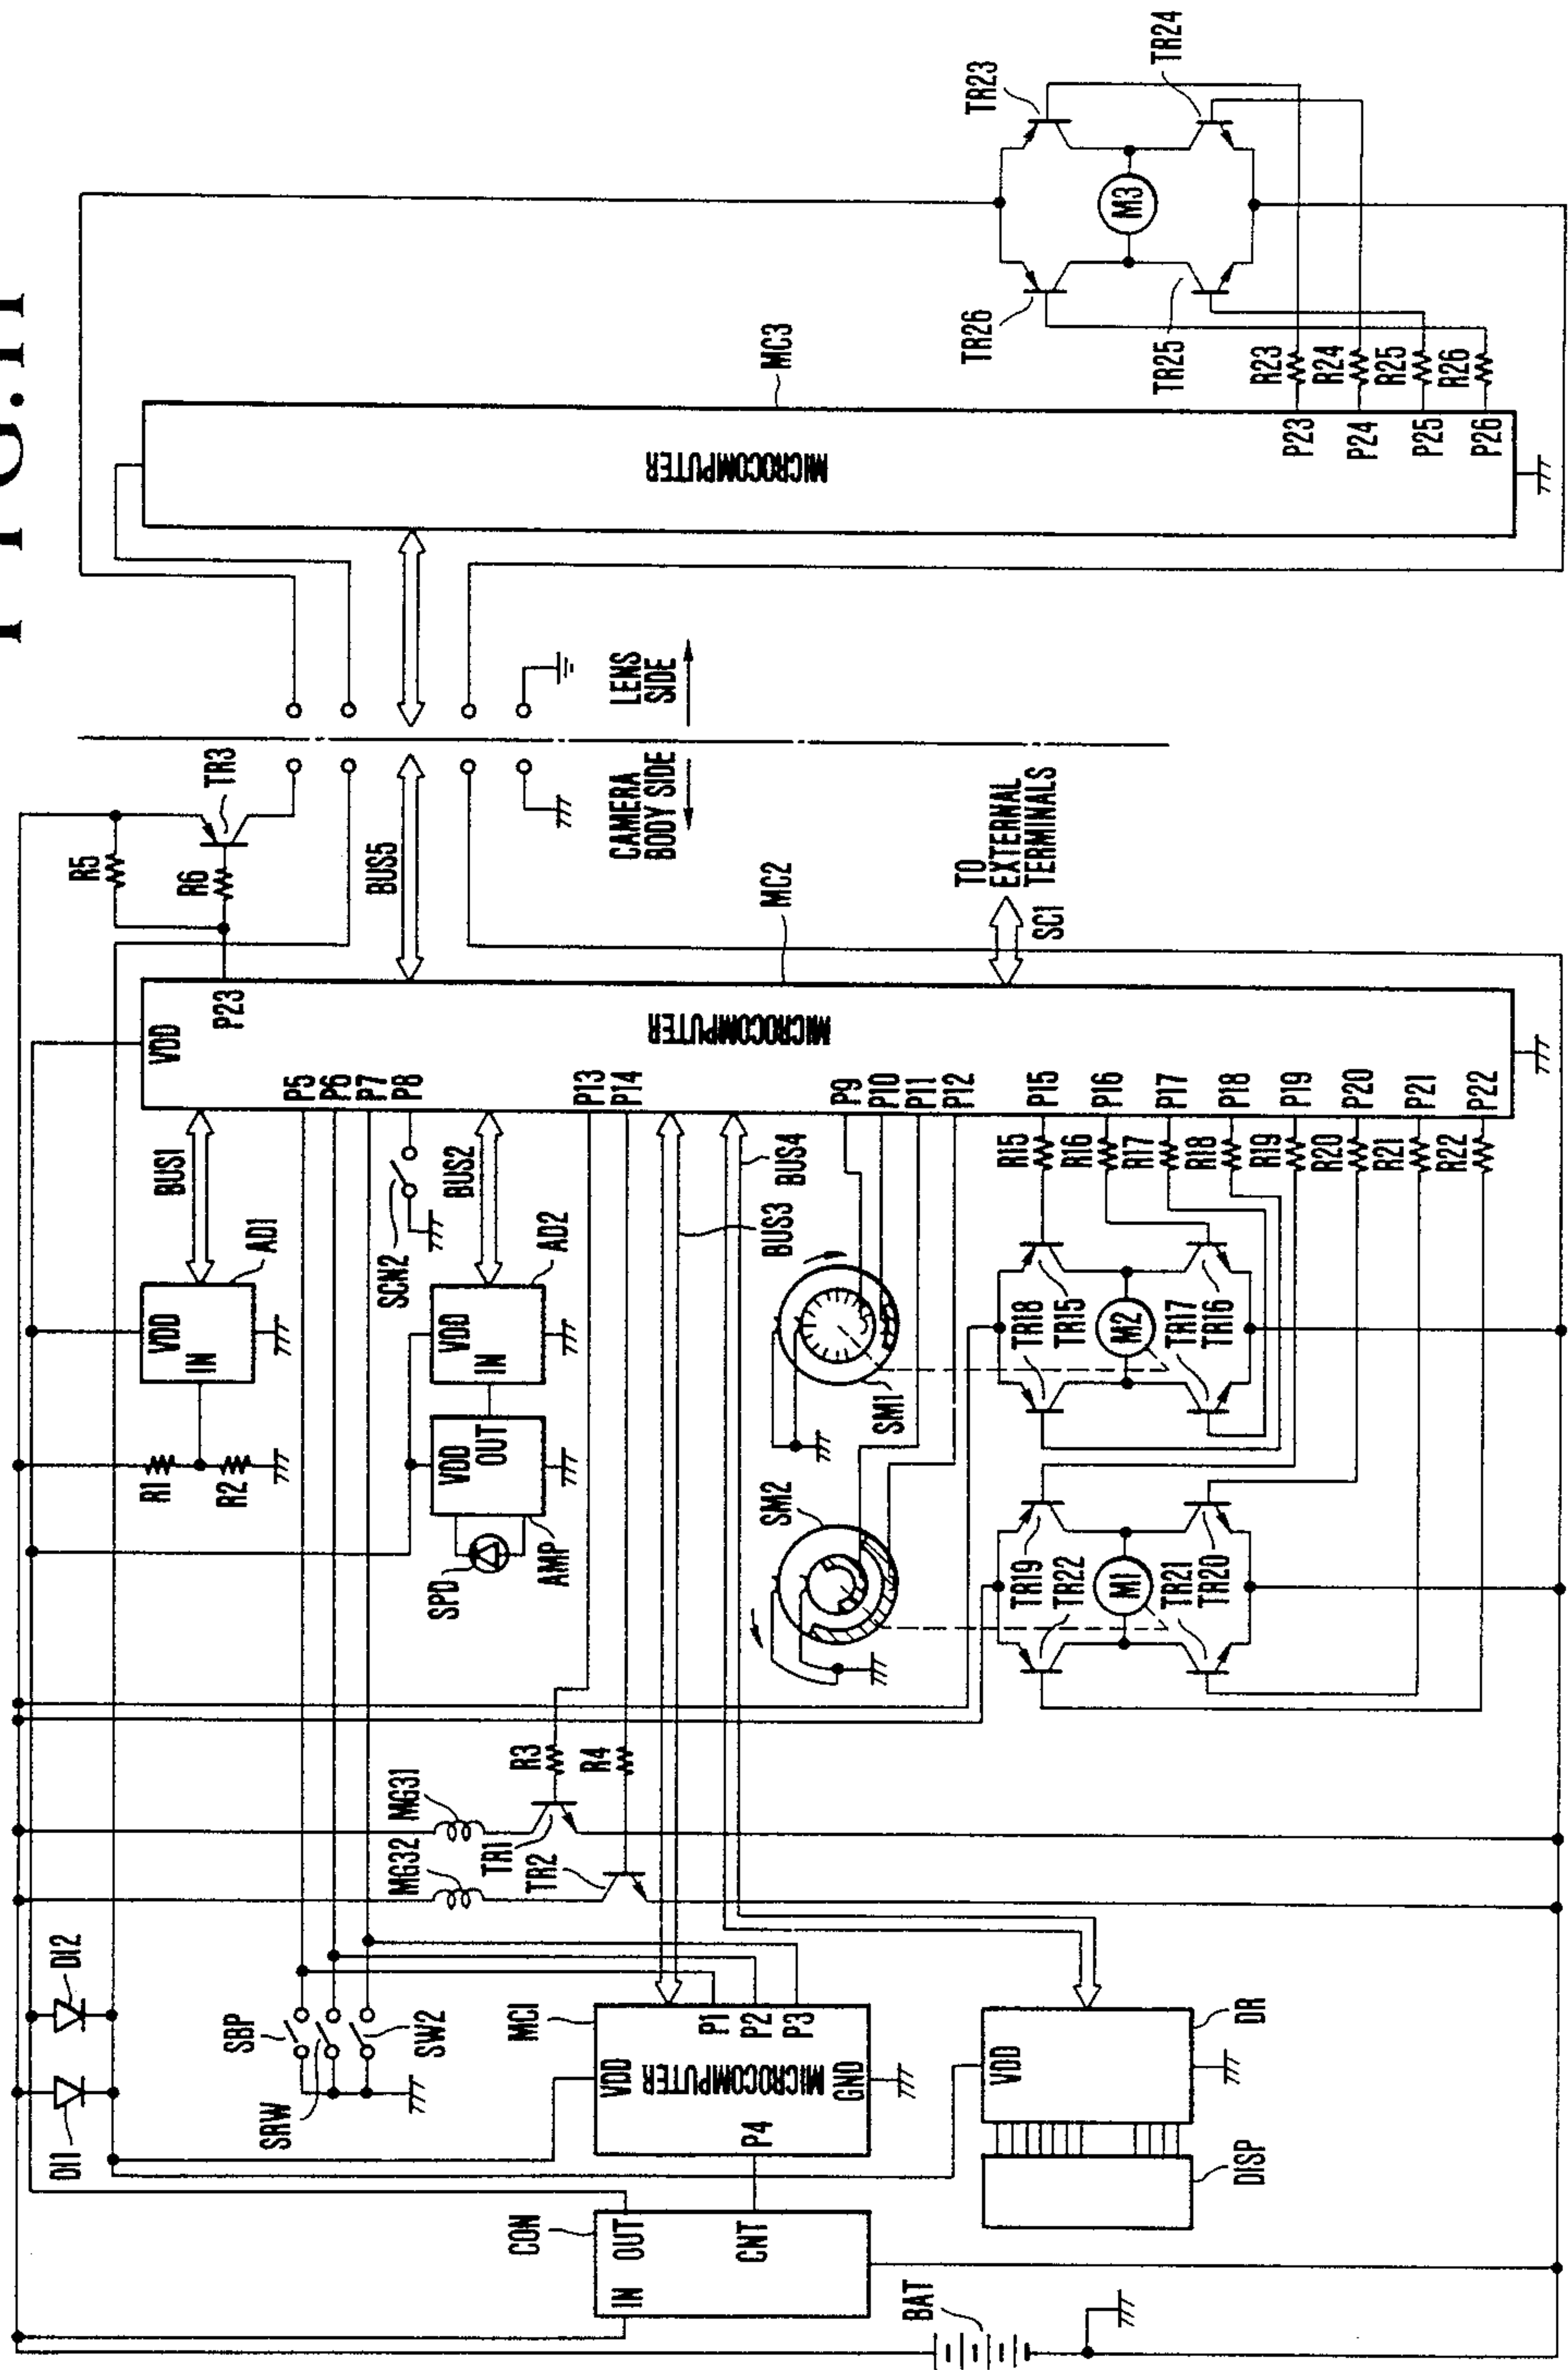 DI1
DI2
R5
R6
TR3
CON
IN
OUT
CNT
BAT
SBP
SRW
SW2
MC1
VDD
MICROCOMPUTER
P1
P2
P3
P4
GND
DISP
DR
VDD
MG32
MG31
TR1
TR2
R3
R4
R1
R2
AD1
VDD
IN
BUS1
SPD
AMP
VDD
OUT
AD2
VDD
IN
BUS2
SCN2
SM2
SM1
BUS3
BUS4
TR19
TR22
M1
TR21
TR20
TR18
TR15
M2
TR17
TR16
R15
R16
R17
R18
R19
R20
R21
R22
VDD
P23
P5
P6
P7
P8
P13
P14
P9
P10
P11
P12
P15
P16
P17
P18
P19
P20
P21
P22
MICROCOMPUTER
MC2
BUS5
CAMERA
BODY SIDE
LENS
SIDE
TO
EXTERNAL
TERMINALS
SC1
MICROCOMPUTER
MC3
P23
P24
P25
P26
R23
R24
R25
R26
TR26
TR25
M3
TR23
TR24